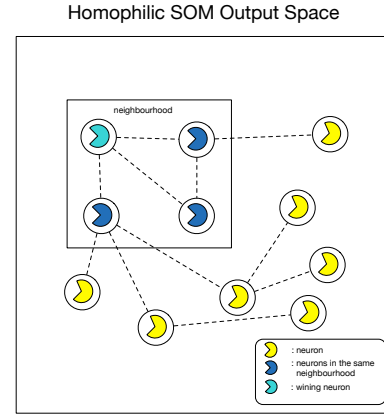 Homophilic SOM Output Space
neighbourhood
: neuron
: neurons in the same
neighbourhood
: wining neuron